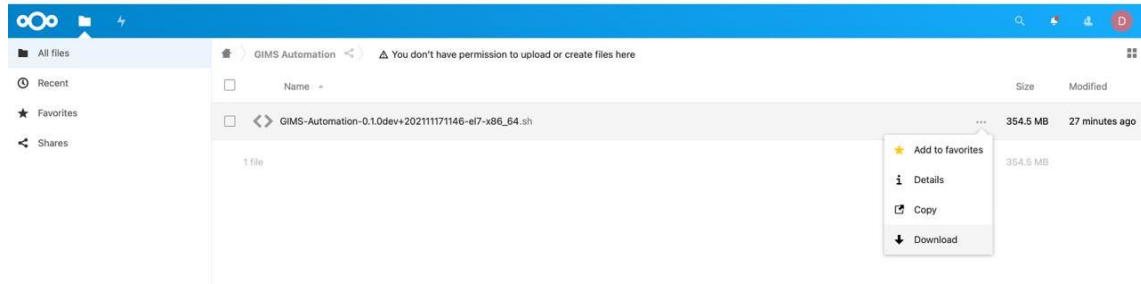 D
All files
Recent
Favorites
Shares
GIMS Automation
You don't have permission to upload or create files here
Name Size Modified
GIMS-Automation-0.1.0dev+202111171146-el7-x86_64.sh ... 354.5 MB 27 minutes ago
1 file 354.5 MB
Add to favorites
Details
Copy
Download